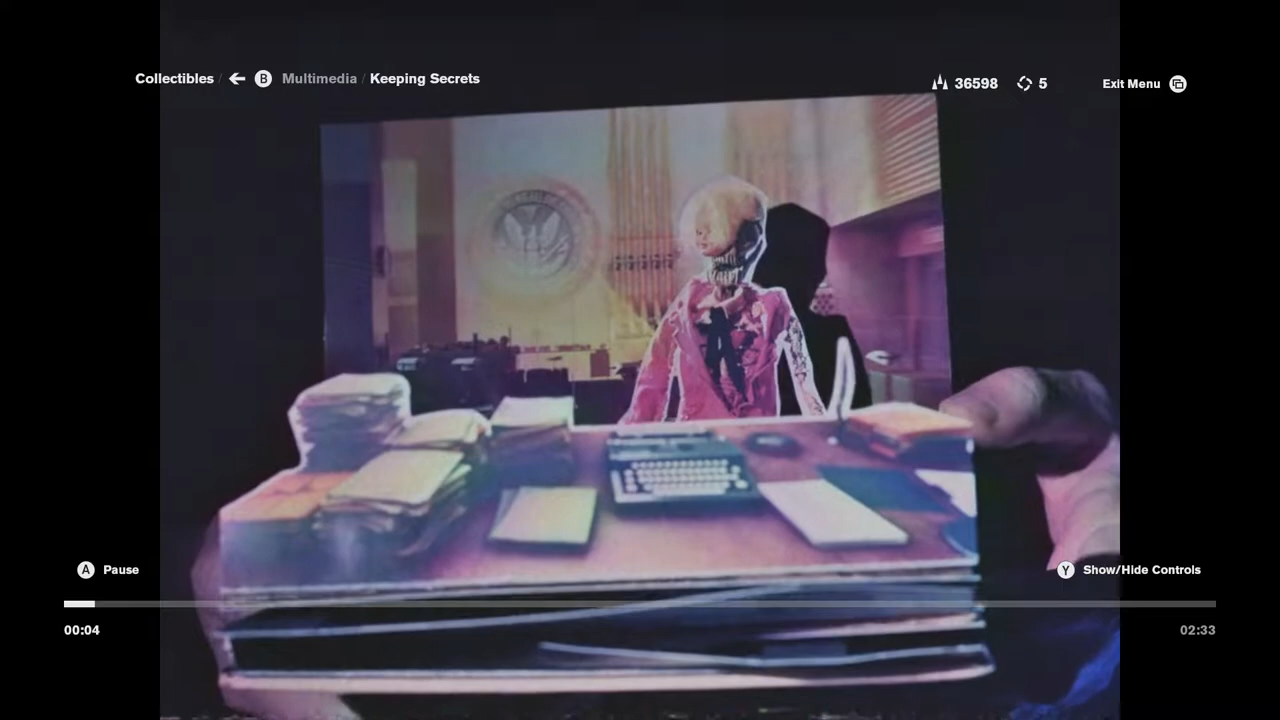 Collectibles / B Multimedia / Keeping Secrets
36598 5 Exit Menu
A Pause
Y Show/Hide Controls
00:04 02:33